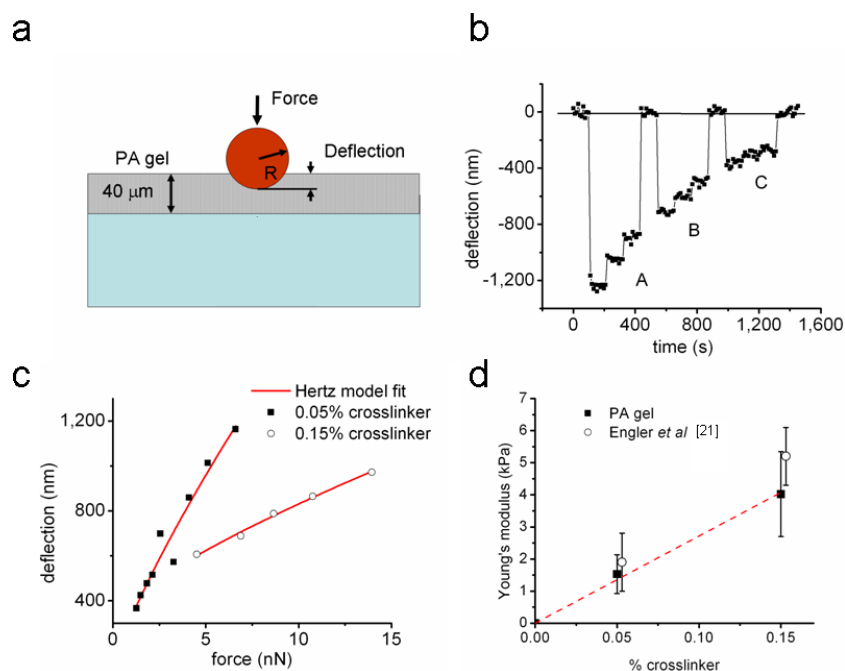 a
Force
PA gel
Deflection
R
40 μm
b
0
-400
-800
-1,200
deflection (nm)
A
B
C
0 400 800 1,200 1,600
time (s)
c
Hertz model fit
0.05% crosslinker
0.15% crosslinker
1,200
800
400
deflection (nm)
0 5 10 15
force (nN)
d
7
6
5
4
3
2
1
0
Young's modulus (kPa)
PA gel
Engler et al [21]
0.00 0.05 0.10 0.15
% crosslinker